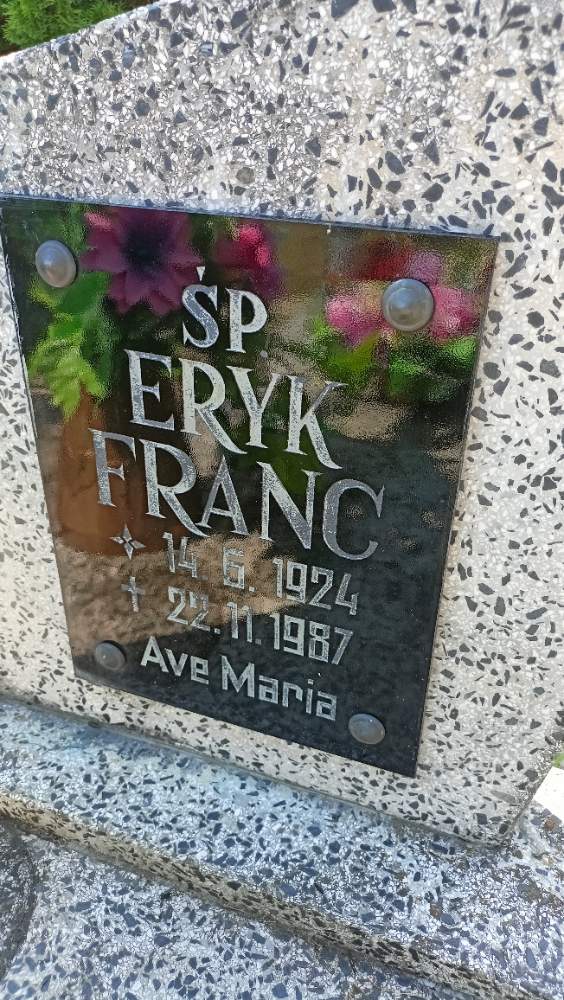 ŚP.
ERYK
FRANC
14. 6. 1924
22. 11. 1987
Ave Maria